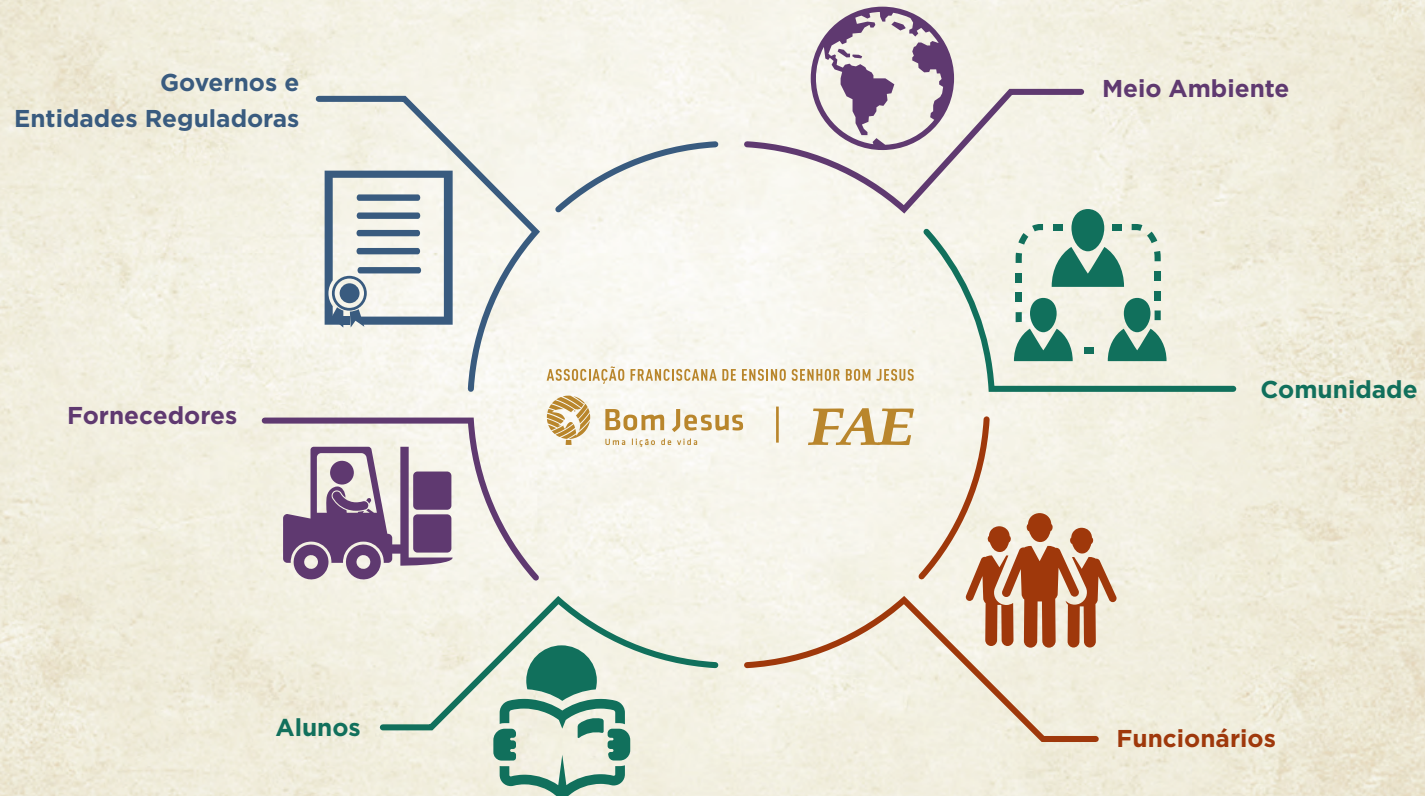 Governos e
Entidades Reguladoras
Meio Ambiente
ASSOCIAÇÃO FRANCISCANA DE ENSINO SENHOR BOM JESUS
Bom Jesus
Uma lição de vida
FAE
Comunidade
Fornecedores
Alunos
Funcionários